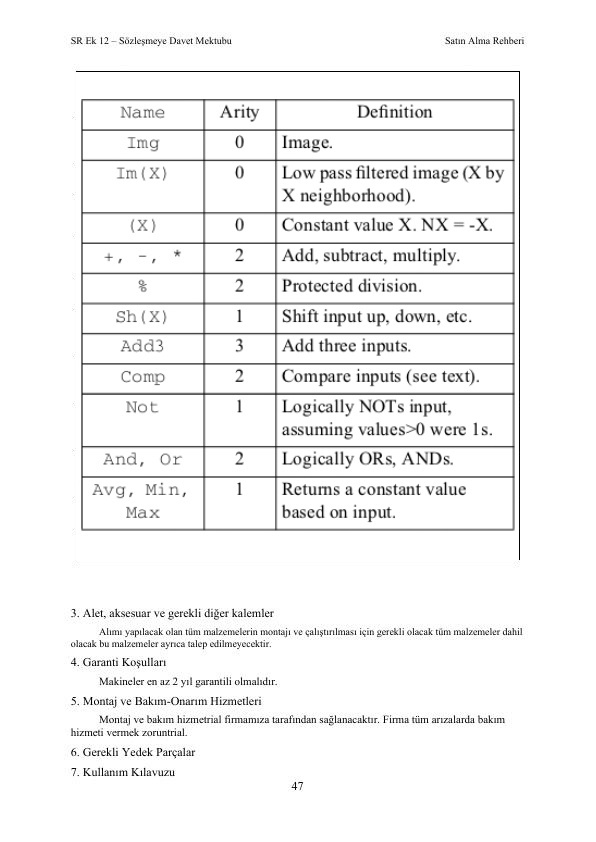 SR Ek 12 – Sözleşmeye Davet Mektubu Satın Alma Rehberi
Name Arity Definition
Img 0 Image.
Im(X) 0 Low pass filtered image (X by
X neighborhood).
(X) 0 Constant value X. NX = -X.
+, -, * 2 Add, subtract, multiply.
% 2 Protected division.
Sh(X) 1 Shift input up, down, etc.
Add3 3 Add three inputs.
Comp 2 Compare inputs (see text).
Not 1 Logically NOTs input,
assuming values>0 were 1s.
And, Or 2 Logically ORs, ANDs.
Avg, Min, 1 Returns a constant value
Max based on input.
3. Alet, aksesuar ve gerekli diğer kalemler
Alımı yapılacak olan tüm malzemelerin montajı ve çalıştırılması için gerekli olacak tüm malzemeler dahil
olacak bu malzemeler ayrıca talep edilmeyecektir.
4. Garanti Koşulları
Makineler en az 2 yıl garantili olmalıdır.
5. Montaj ve Bakım-Onarım Hizmetleri
Montaj ve bakım hizmetrial firmamıza tarafından sağlanacaktır. Firma tüm arızalarda bakım
hizmeti vermek zoruntrial.
6. Gerekli Yedek Parçalar
7. Kullanım Kılavuzu
47